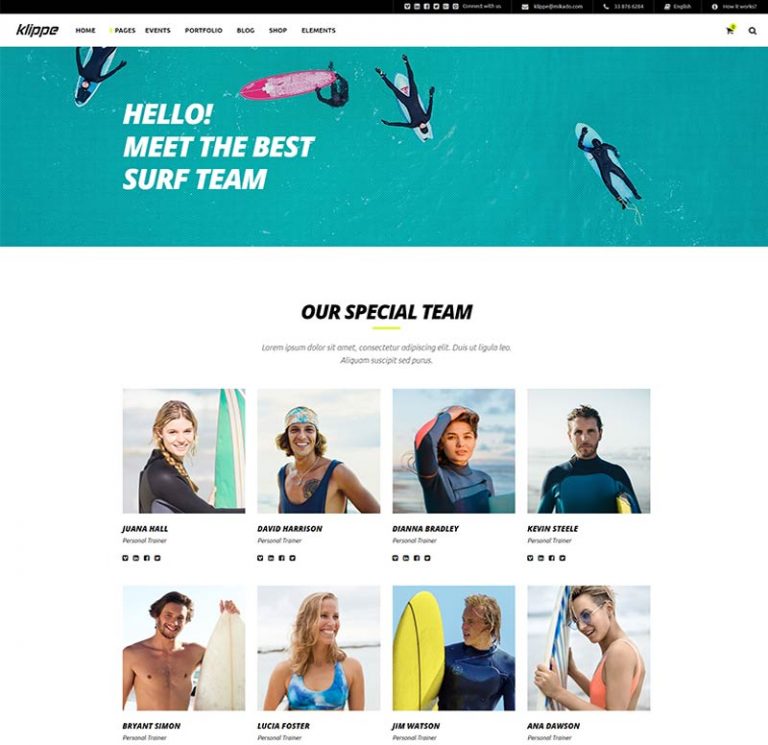 Connect with us klippe@mikado.com 33 876 6284 English How it works?
klippe HOME PAGES EVENTS PORTFOLIO BLOG SHOP ELEMENTS
HELLO!
MEET THE BEST
SURF TEAM
OUR SPECIAL TEAM
Lorem ipsum dolor sit amet, consectetur adipiscing elit. Duis ut ligula leo.
Aliquam suscipit sed purus.
JUANA HALL DAVID HARRISON DIANNA BRADLEY KEVIN STEELE
Personal Trainer Personal Trainer Personal Trainer Personal Trainer
BRYANT SIMON LUCIA FOSTER JIM WATSON ANA DAWSON
Personal Trainer Personal Trainer Personal Trainer Personal Trainer